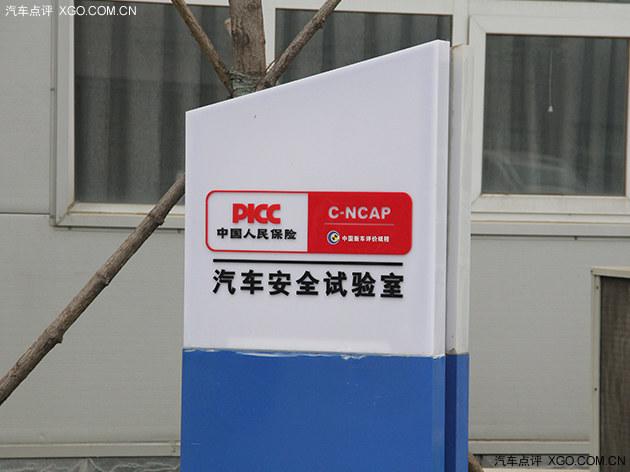 汽车点评 XGO.COM.CN
PICC
中国人民保险
C-NCAP
中国新车评价规程
汽车安全试验室
汽车点评 XGO.COM.CN